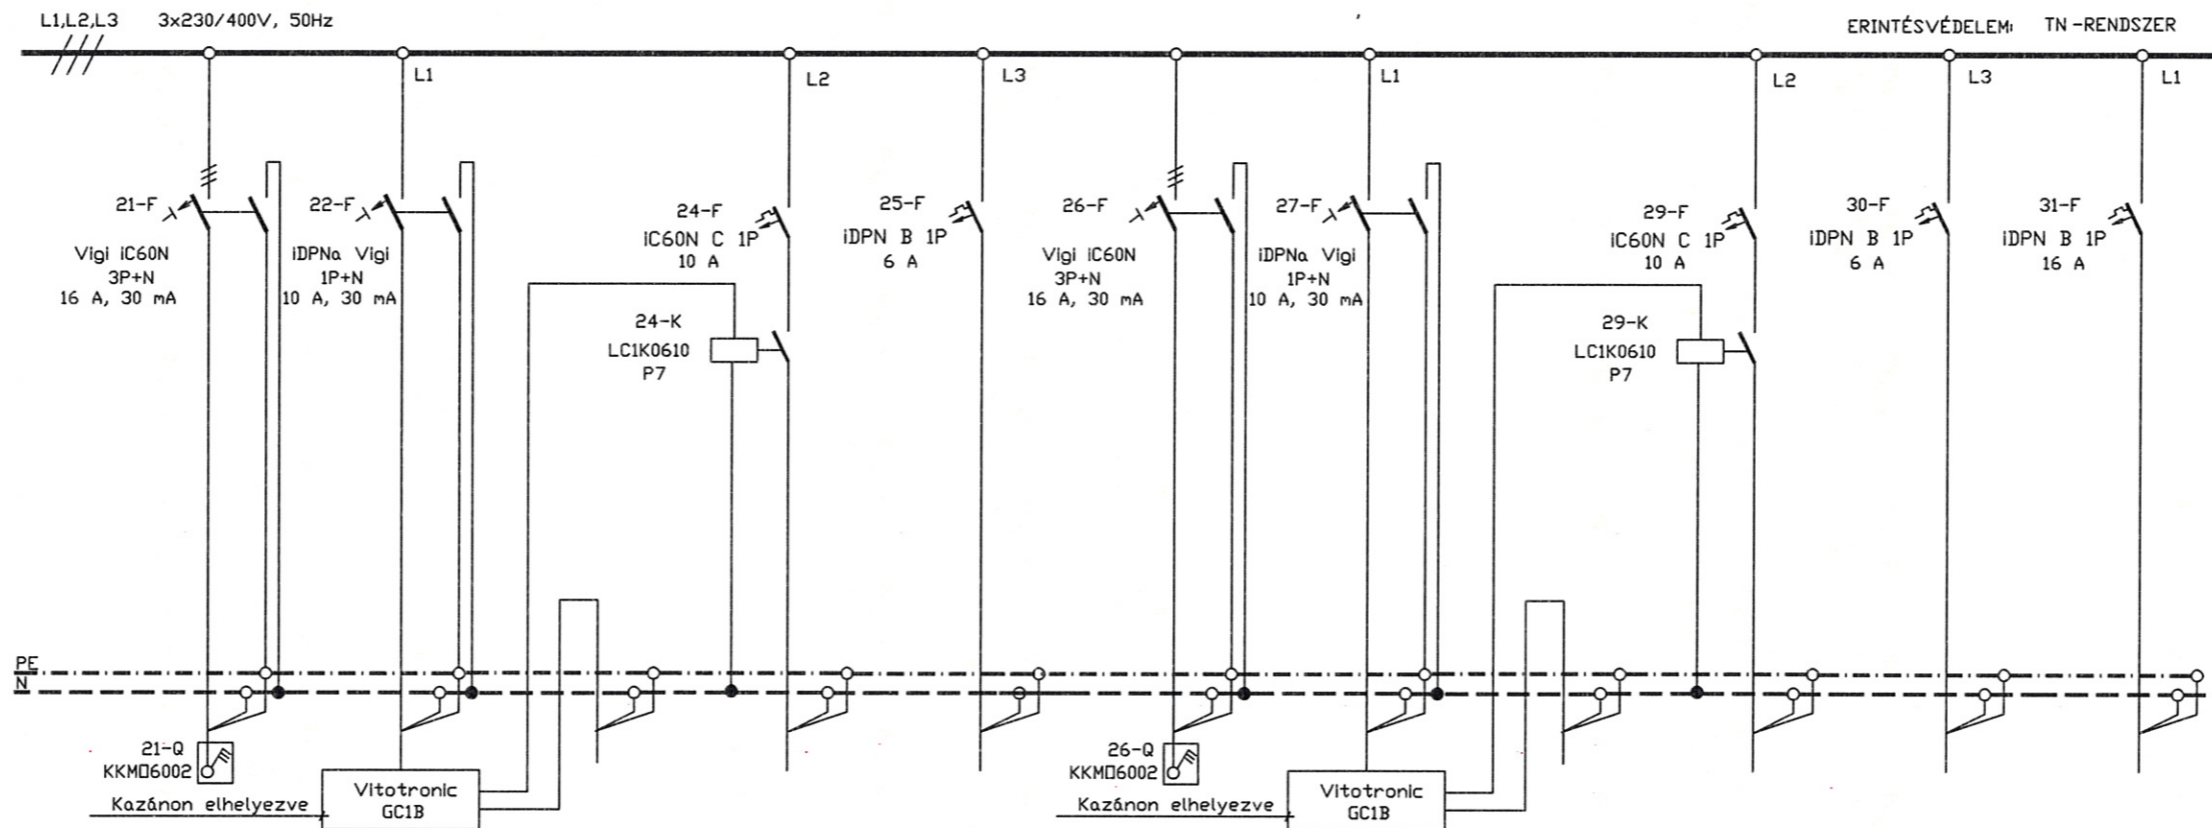 L1,L2,L3 3x230/400V, 50Hz
ERINTÉSVÉDELEM: TN-RENDSZER
L1
L2
L3
L1
L2
L3
L1
21-F
Vigi iC60N
3P+N
16 A, 30 mA
22-F
iDPNa Vigi
1P+N
10 A, 30 mA
24-F
iC60N C 1P
10 A
25-F
iDPN B 1P
6 A
26-F
Vigi iC60N
3P+N
16 A, 30 mA
27-F
iDPNa Vigi
1P+N
10 A, 30 mA
29-F
iC60N C 1P
10 A
30-F
iDPN B 1P
6 A
31-F
iDPN B 1P
16 A
24-K
LC1K0610
P7
29-K
LC1K0610
P7
PE
N
21-Q
KKM□6002
Kazánon elhelyezve
Vitotronic
GC1B
26-Q
KKM□6002
Kazánon elhelyezve
Vitotronic
GC1B